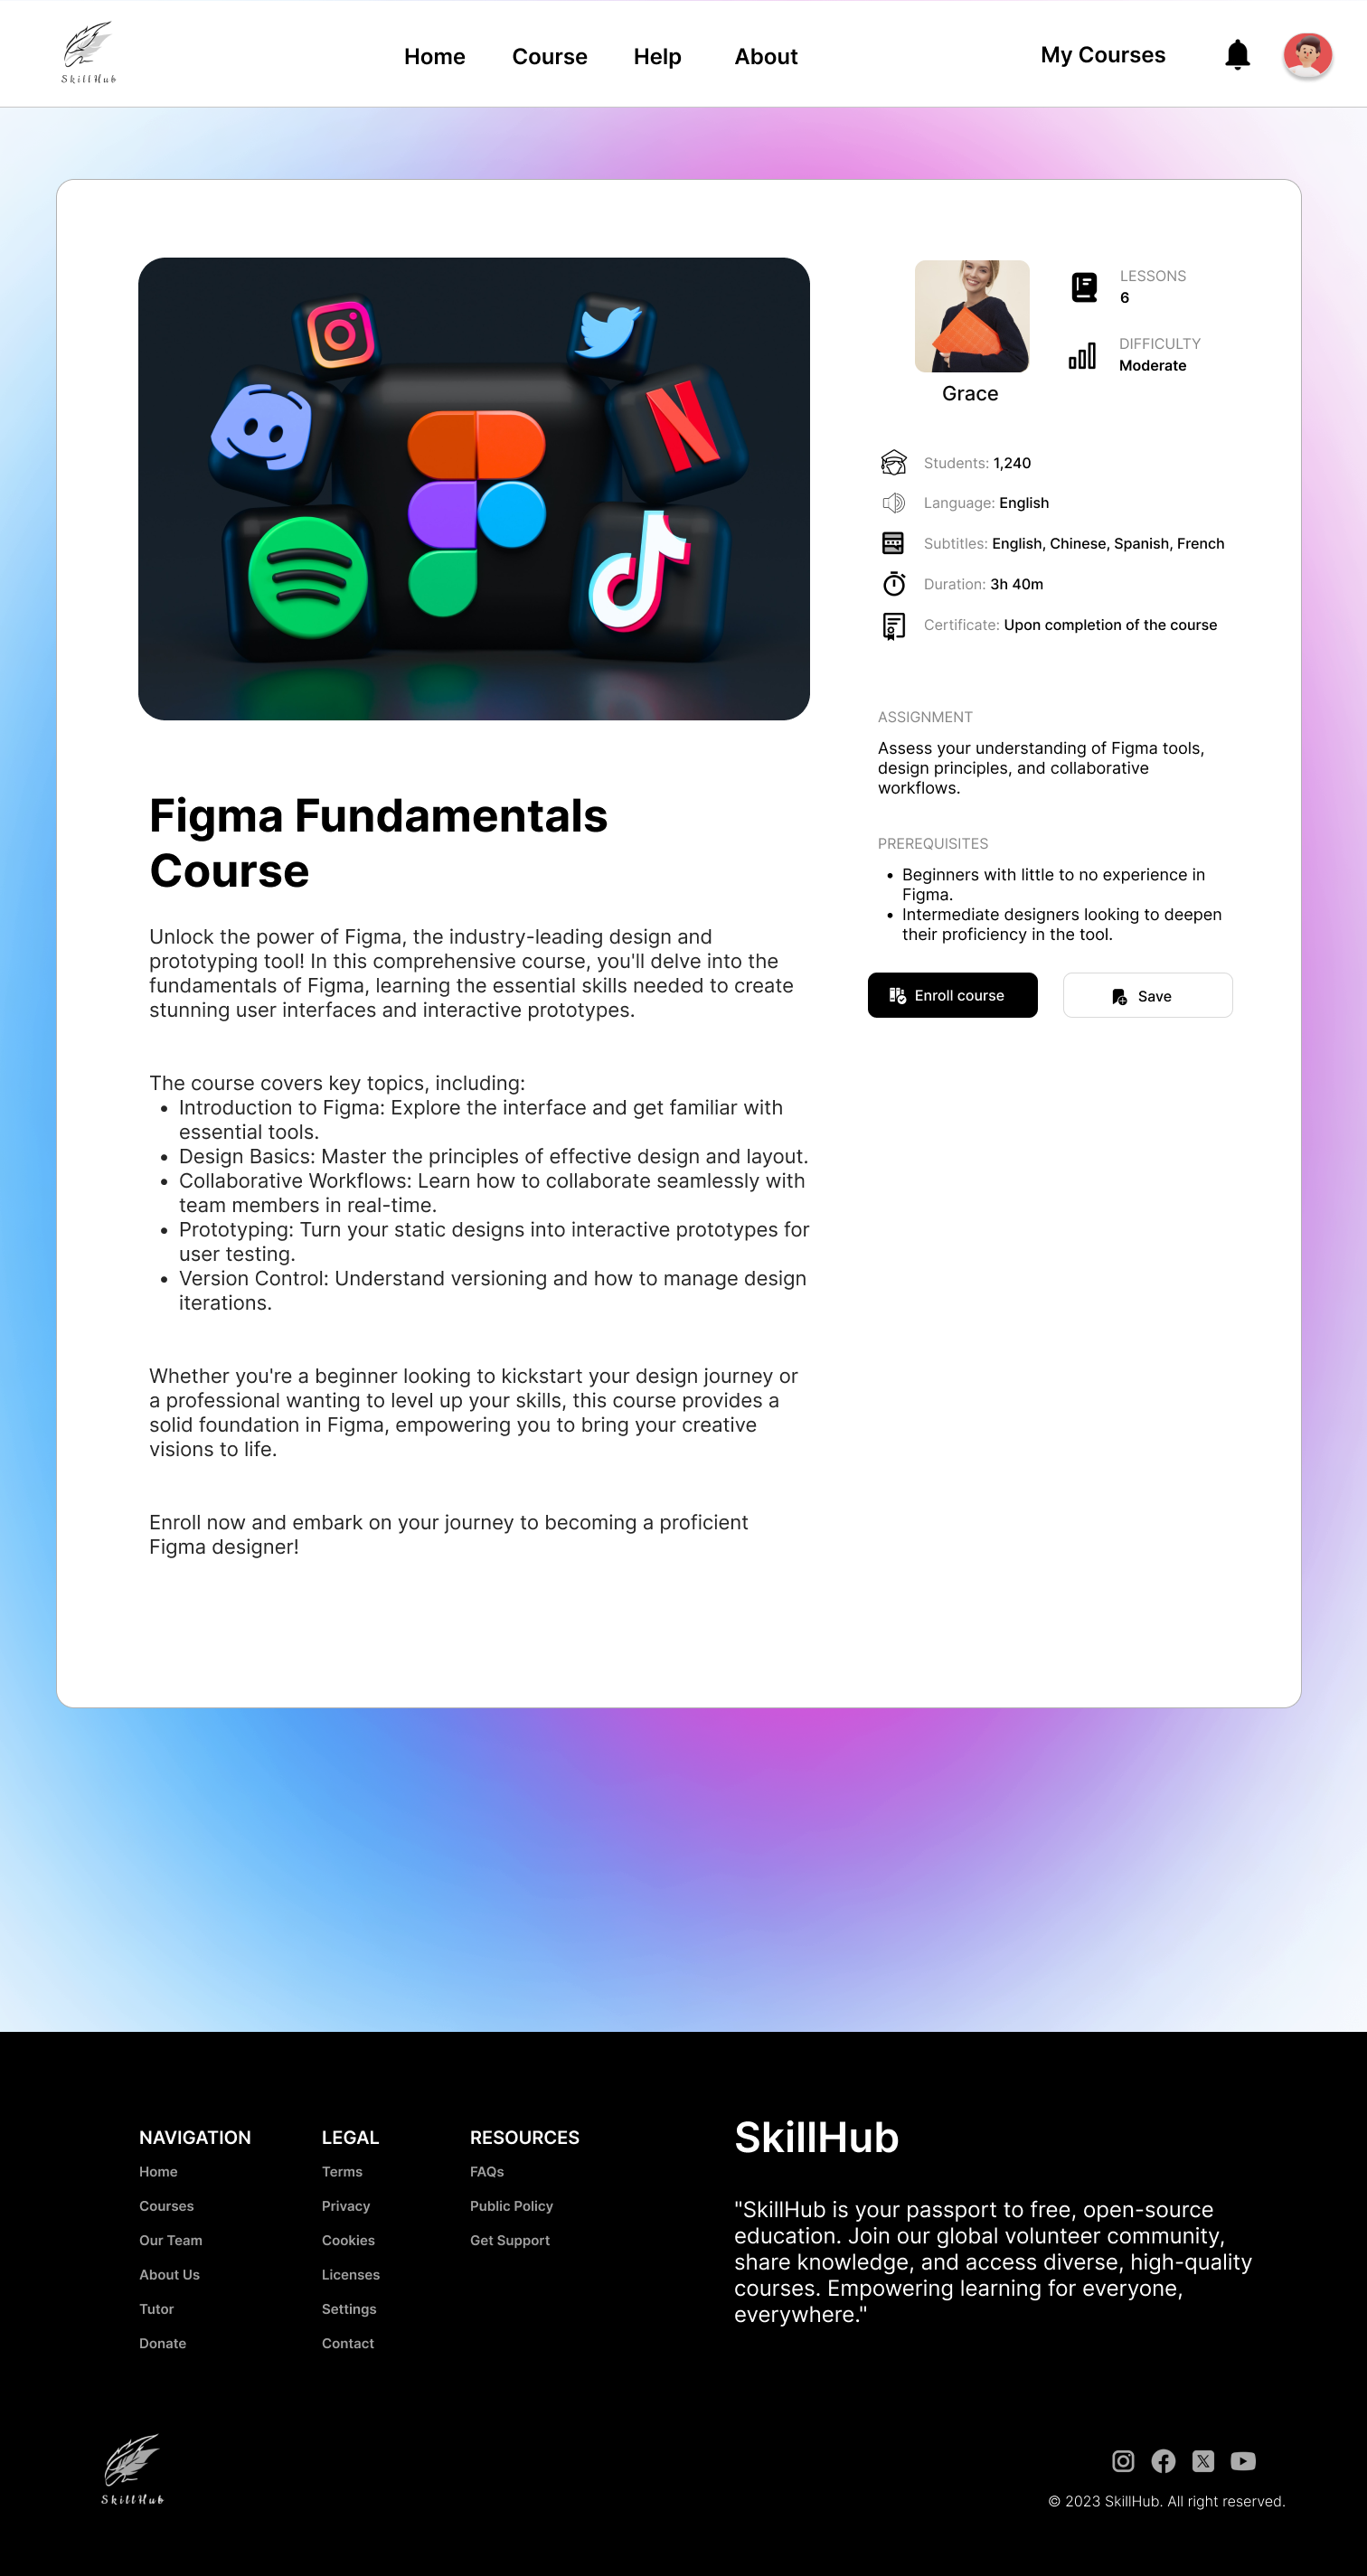 SkillHub
Home
Course
Help
About
My Courses
LESSONS
6
DIFFICULTY
Moderate
Grace
Students: 1,240
Language: English
Subtitles: English, Chinese, Spanish, French
Duration: 3h 40m
Certificate: Upon completion of the course
ASSIGNMENT
Assess your understanding of Figma tools,
design principles, and collaborative
workflows.
PREREQUISITES
• Beginners with little to no experience in
Figma.
• Intermediate designers looking to deepen
their proficiency in the tool.
Enroll course
Save
Figma Fundamentals
Course
Unlock the power of Figma, the industry-leading design and
prototyping tool! In this comprehensive course, you'll delve into the
fundamentals of Figma, learning the essential skills needed to create
stunning user interfaces and interactive prototypes.
The course covers key topics, including:
• Introduction to Figma: Explore the interface and get familiar with
essential tools.
• Design Basics: Master the principles of effective design and layout.
• Collaborative Workflows: Learn how to collaborate seamlessly with
team members in real-time.
• Prototyping: Turn your static designs into interactive prototypes for
user testing.
• Version Control: Understand versioning and how to manage design
iterations.
Whether you're a beginner looking to kickstart your design journey or
a professional wanting to level up your skills, this course provides a
solid foundation in Figma, empowering you to bring your creative
visions to life.
Enroll now and embark on your journey to becoming a proficient
Figma designer!
NAVIGATION
Home
Courses
Our Team
About Us
Tutor
Donate
LEGAL
Terms
Privacy
Cookies
Licenses
Settings
Contact
RESOURCES
FAQs
Public Policy
Get Support
SkillHub
"SkillHub is your passport to free, open-source
education. Join our global volunteer community,
share knowledge, and access diverse, high-quality
courses. Empowering learning for everyone,
everywhere."
SkillHub
© 2023 SkillHub. All right reserved.